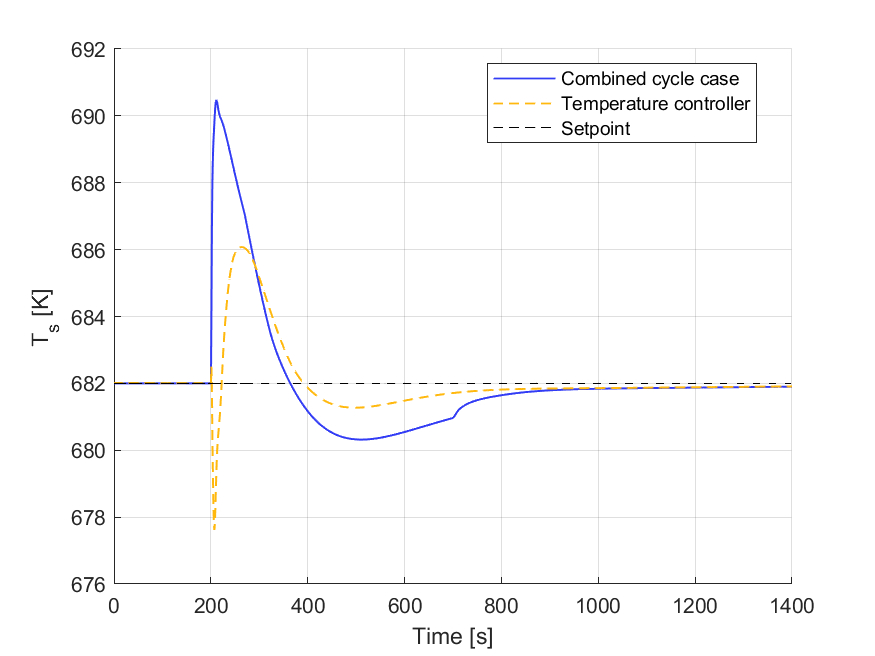 692
690
688
686
684
682
680
678
676
T_s [K]
Combined cycle case
Temperature controller
Setpoint
0 200 400 600 800 1000 1200 1400
Time [s]